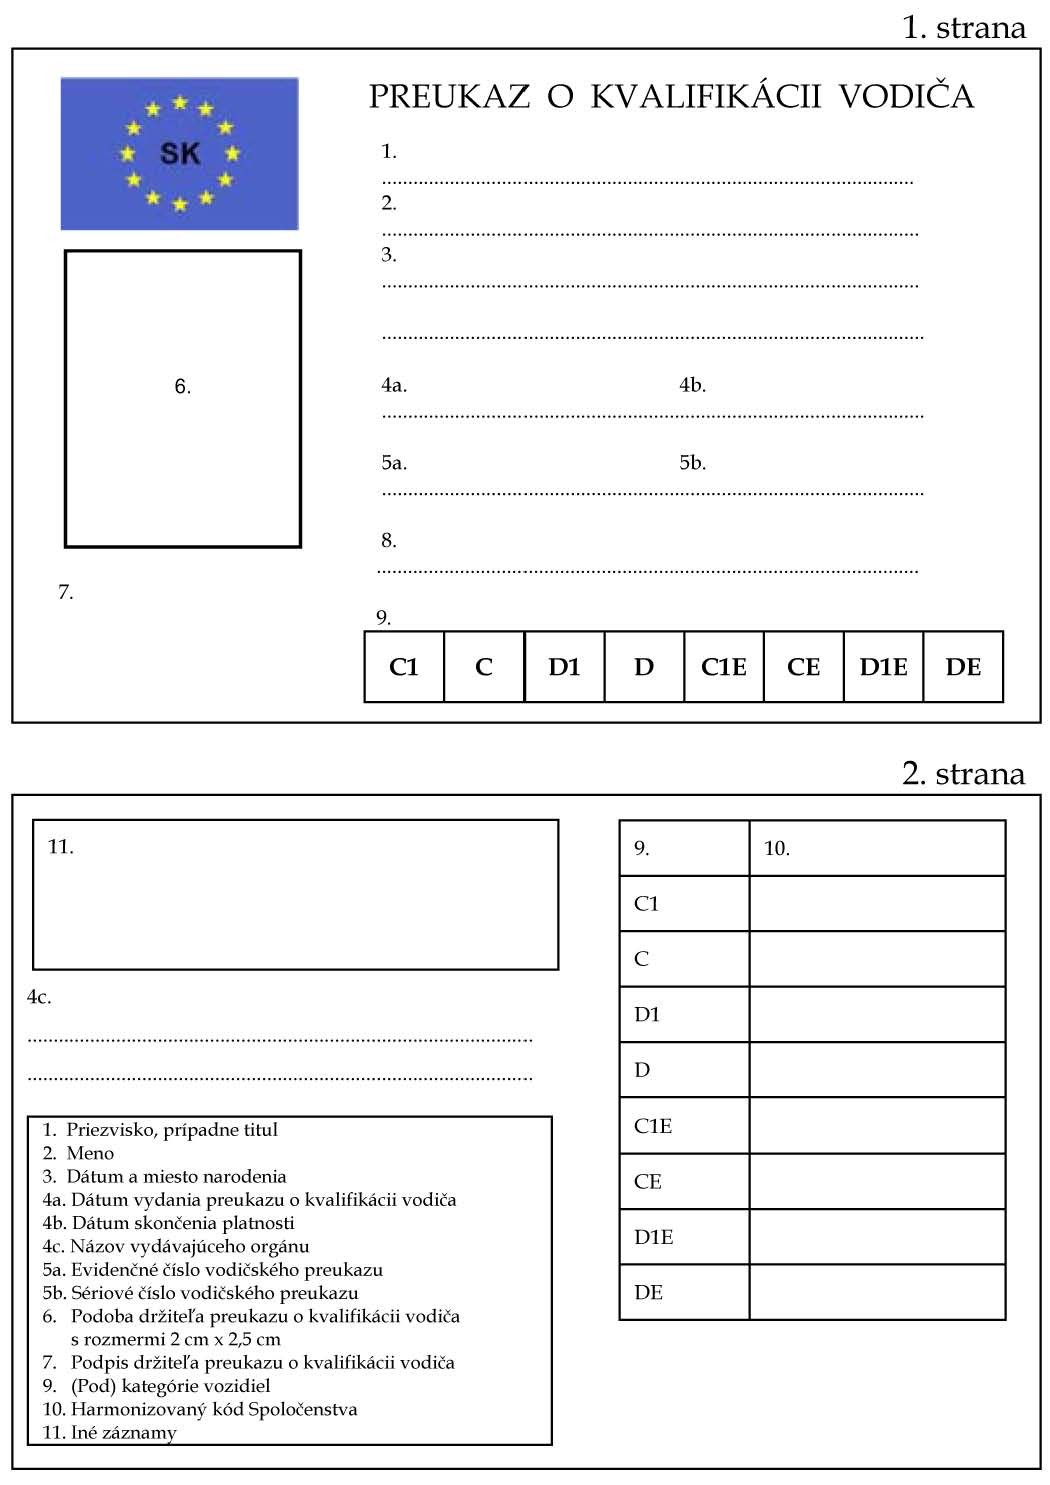 1. strana
SK
PREUKAZ O KVALIFIKÁCII VODIČA
1.
2.
3.
4a. 4b.
5a. 5b.
8.
6.
7.
9.
C1 C D1 D C1E CE D1E DE
2. strana
11.
4c.
1. Priezvisko, prípadne titul
2. Meno
3. Dátum a miesto narodenia
4a. Dátum vydania preukazu o kvalifikácii vodiča
4b. Dátum skončenia platnosti
4c. Názov vydávajúceho orgánu
5a. Evidenčné číslo vodičského preukazu
5b. Sériové číslo vodičského preukazu
6. Podoba držiteľa preukazu o kvalifikácii vodiča
s rozmermi 2 cm x 2,5 cm
7. Podpis držiteľa preukazu o kvalifikácii vodiča
9. (Pod) kategórie vozidiel
10. Harmonizovaný kód Spoločenstva
11. Iné záznamy
9. 10.
C1
C
D1
D
C1E
CE
D1E
DE